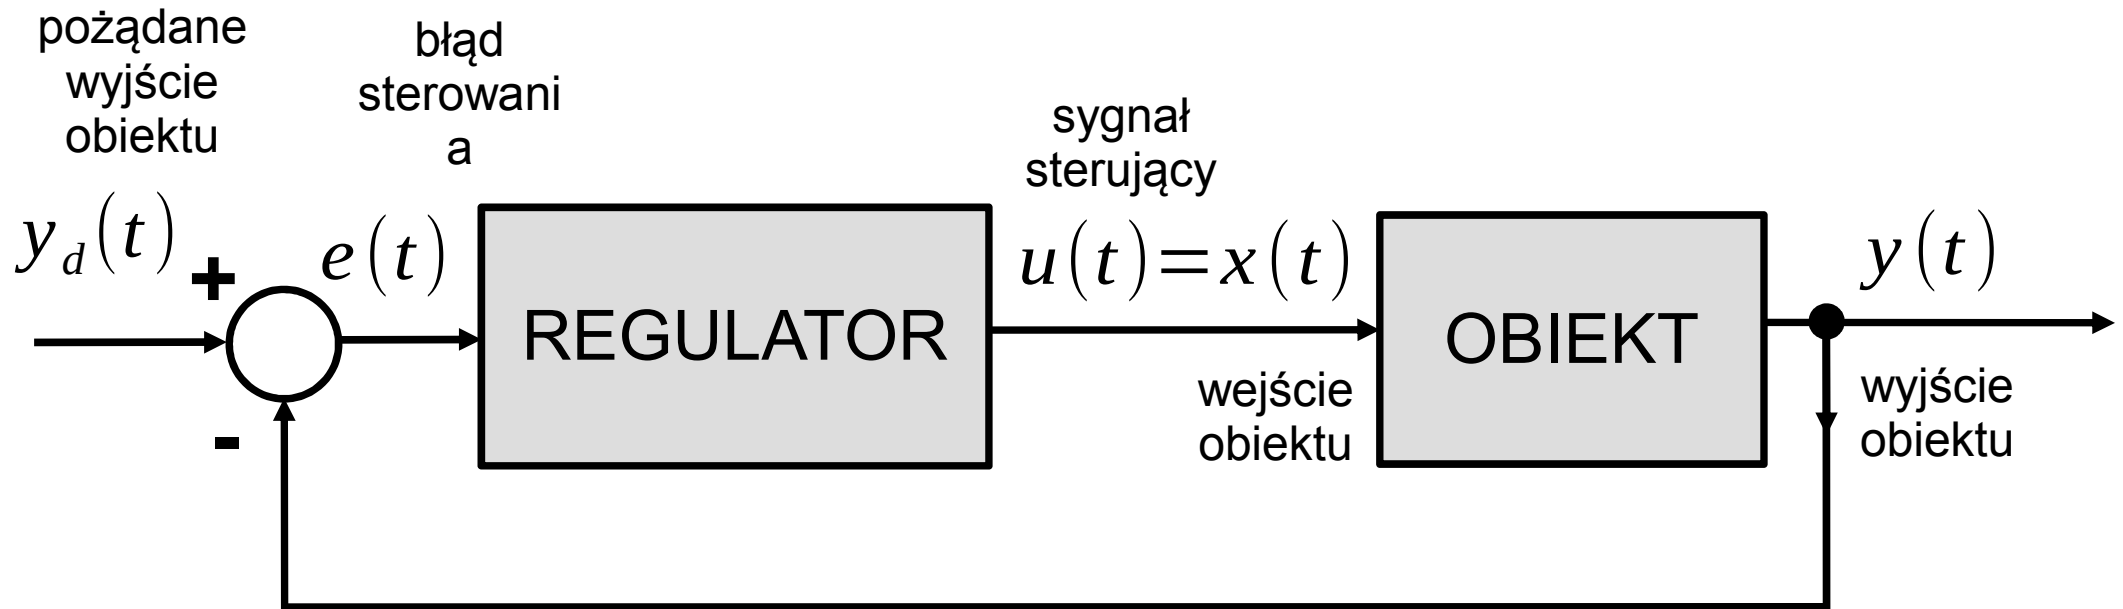 pożądane
wyjście
obiektu
błąd
sterowani
a
sygnał
sterujący
y_d(t)
+
e(t)
u(t)=x(t)
y(t)
REGULATOR
OBIEKT
-
wejście
obiektu
wyjście
obiektu